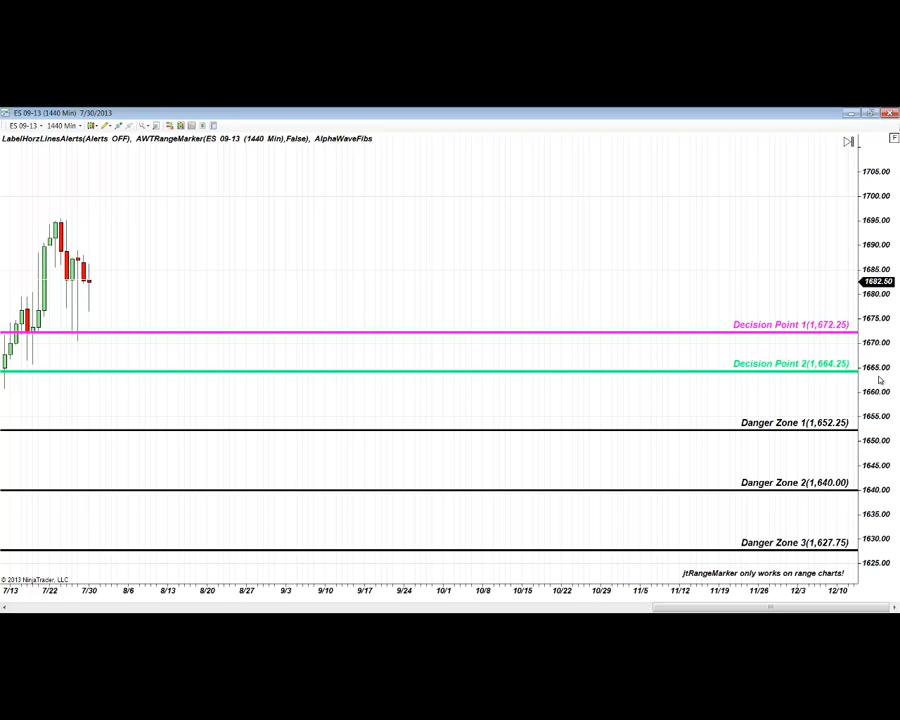 ES 09-13 (1440 Min) 7/30/2013
ES 09-13 1440 Min
LabelHorzLinesAlerts(Alerts OFF), AWTRangeMarker(ES 09-13 (1440 Min),False), AlphaWaveFibs
F
1705.00
1700.00
1695.00
1690.00
1685.00
1682.50
1680.00
1675.00
Decision Point 1(1,672.25)
1670.00
Decision Point 2(1,664.25)
1665.00
1660.00
1655.00
Danger Zone 1(1,652.25)
1650.00
1645.00
Danger Zone 2(1,640.00)
1640.00
1635.00
1630.00
Danger Zone 3(1,627.75)
1625.00
jtRangeMarker only works on range charts!
© 2013 NinjaTrader, LLC
7/13 7/22 7/30 8/6 8/13 8/20 8/27 9/3 9/10 9/17 9/24 10/1 10/8 10/15 10/22 10/29 11/5 11/12 11/19 11/26 12/3 12/10